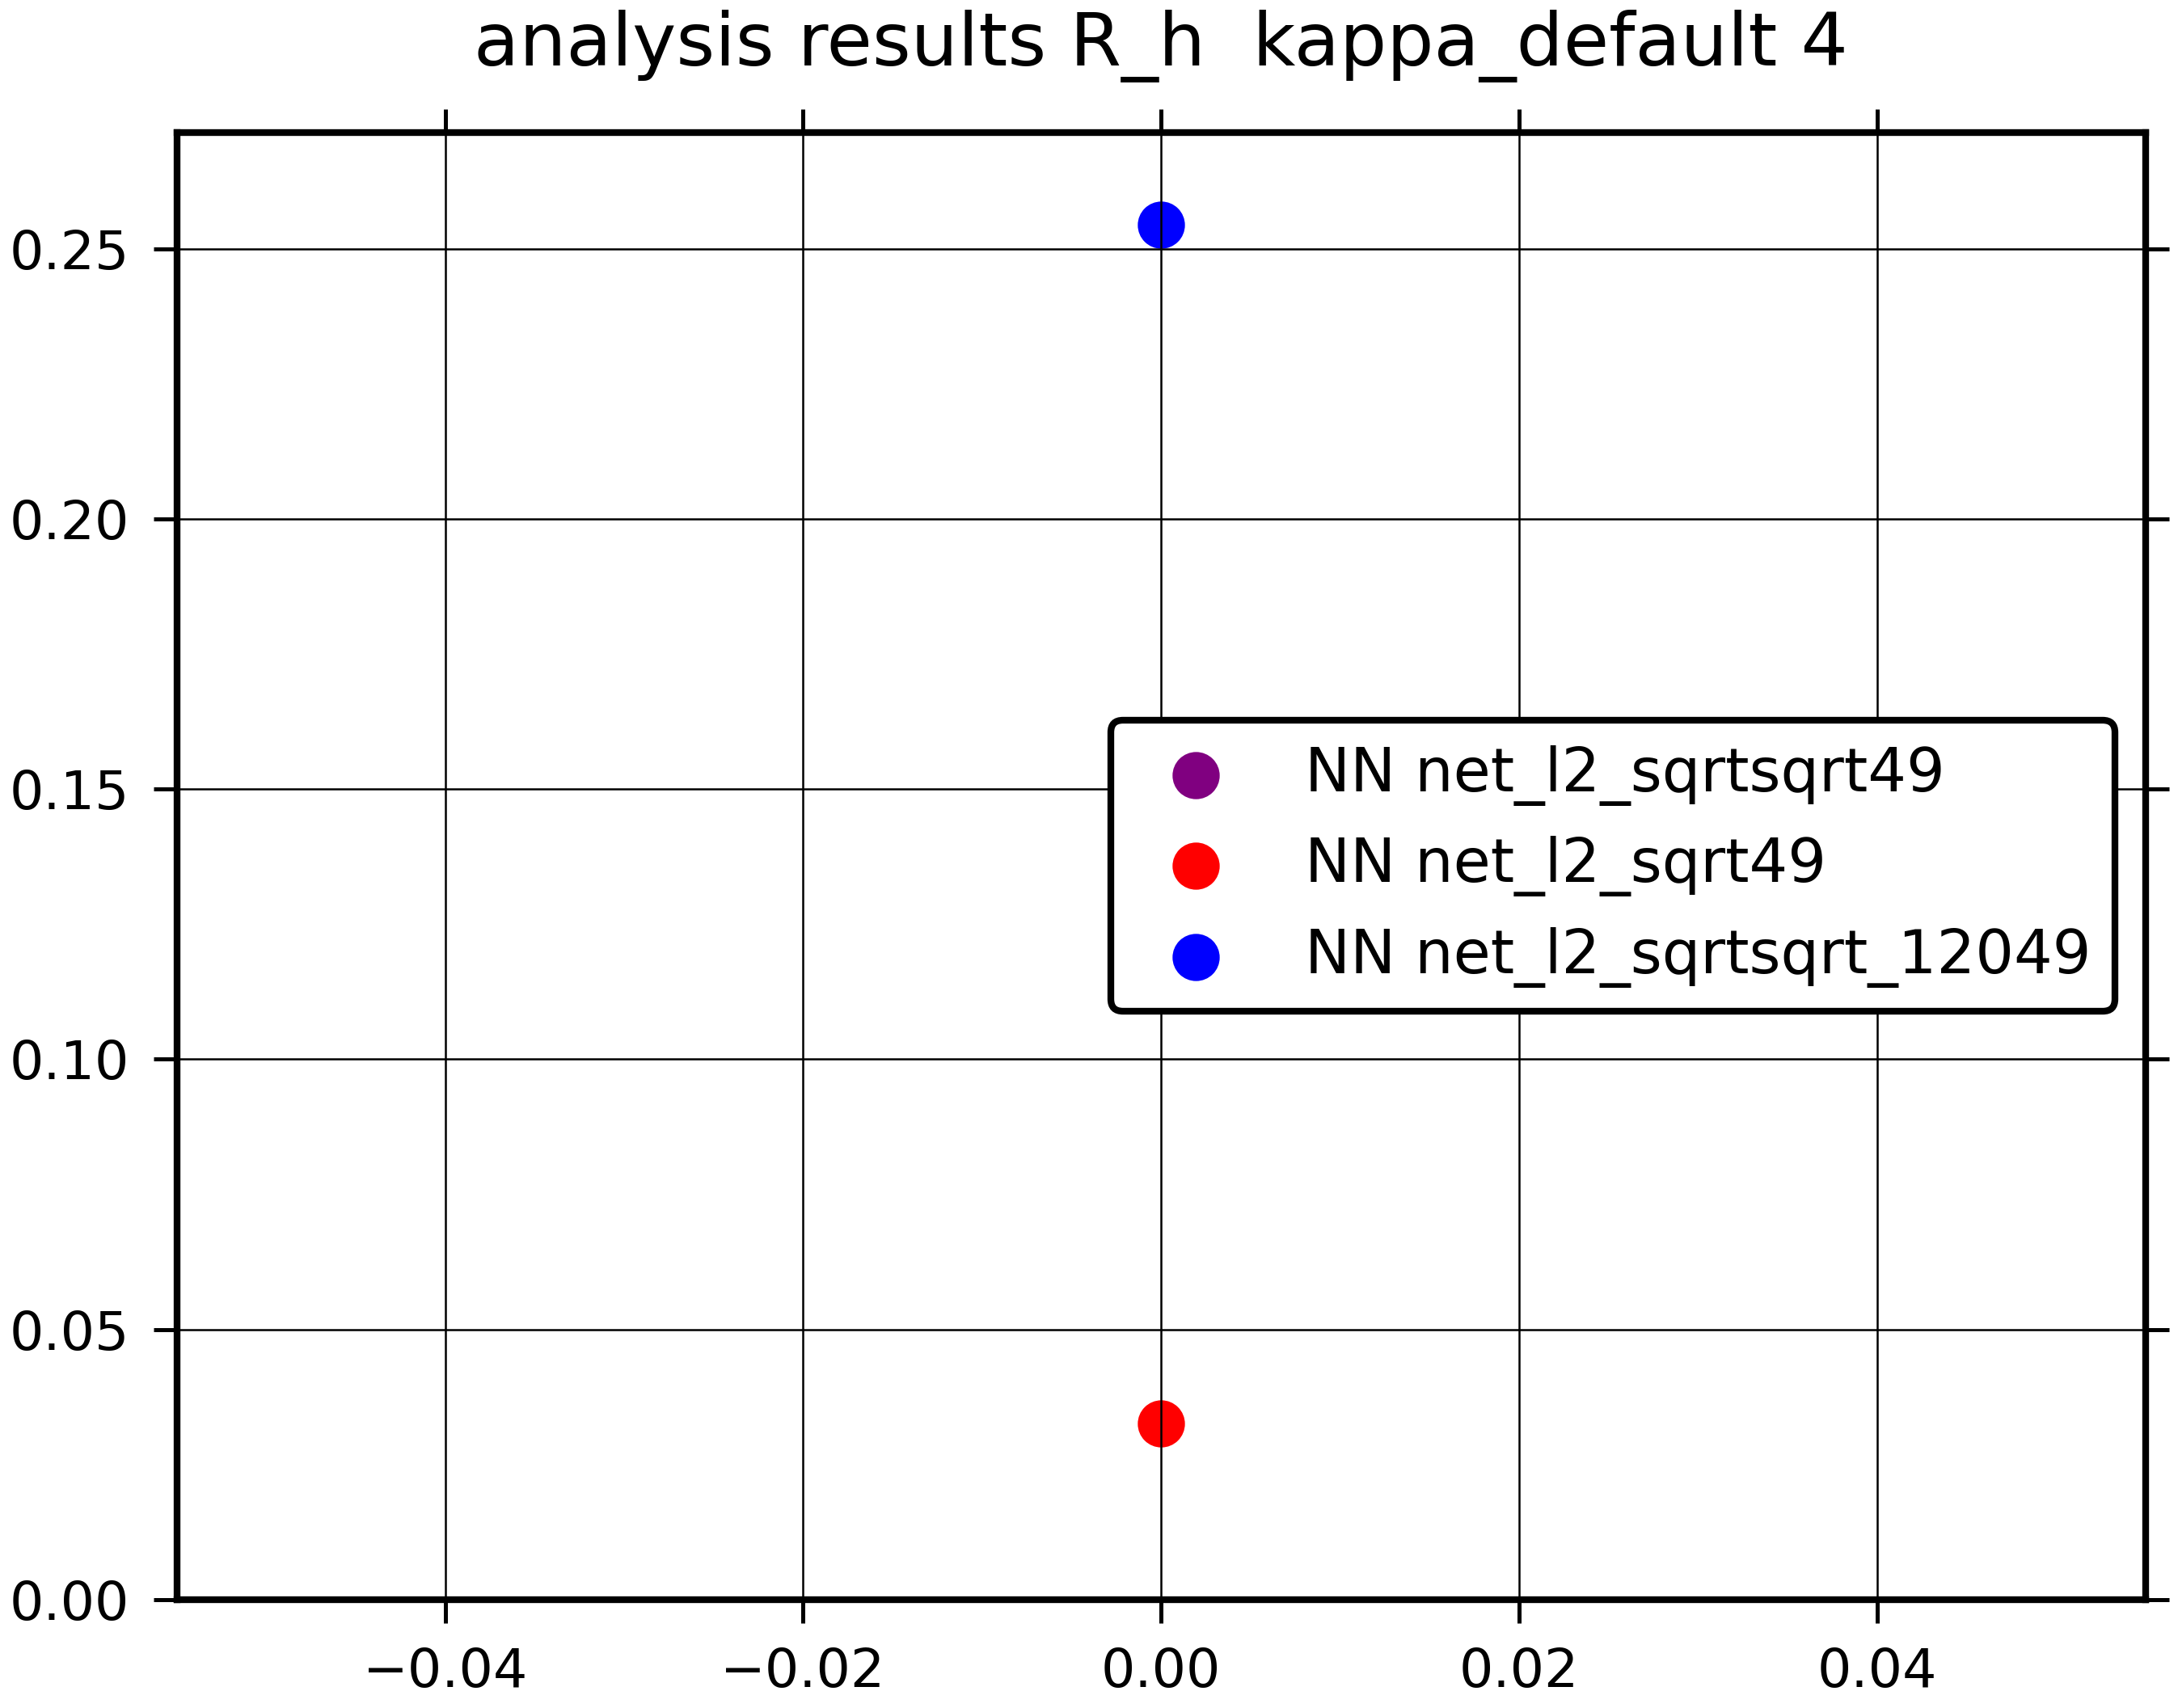 analysis results R_h  kappa_default 4
0.25
0.20
0.15
0.10
0.05
0.00
NN net_l2_sqrtsqrt49
NN net_l2_sqrt49
NN net_l2_sqrtsqrt_12049
−0.04 −0.02 0.00 0.02 0.04